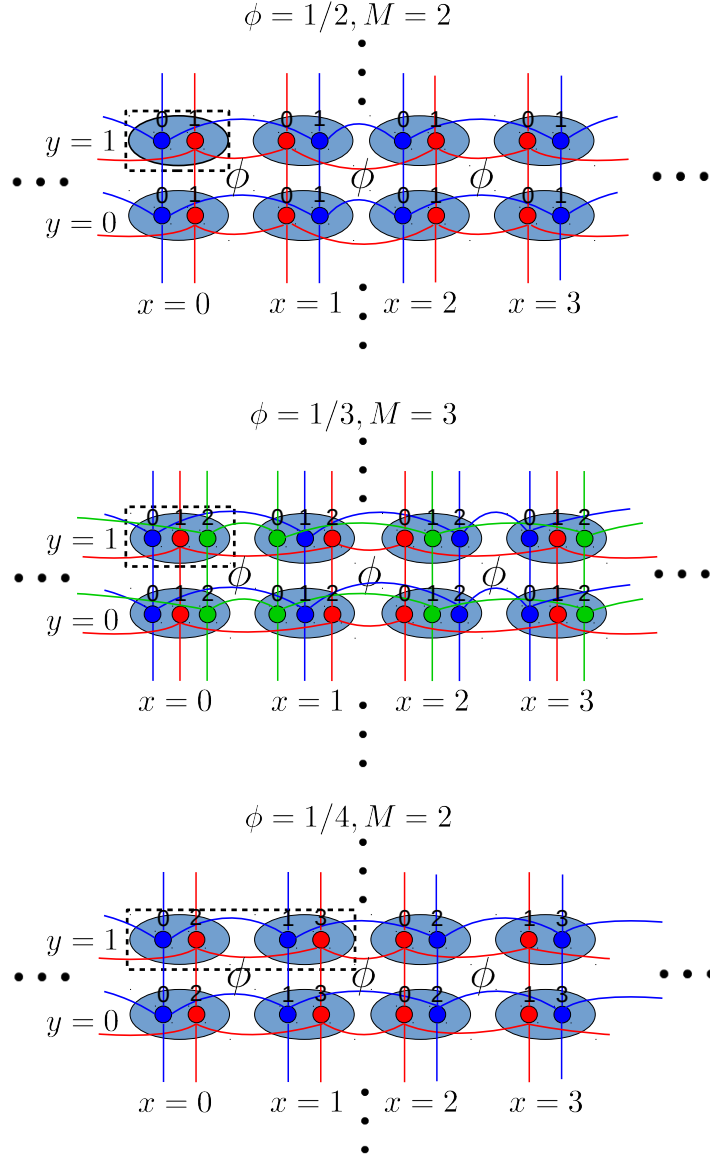 ϕ = 1/2, M = 2
0 1 0 1 0 1 0 1
y = 1
ϕ ϕ ϕ
0 1 0 1 0 1 0 1
y = 0
x = 0 x = 1 x = 2 x = 3
ϕ = 1/3, M = 3
0 1 2 0 1 2 0 1 2 0 1 2
y = 1
ϕ ϕ ϕ
0 1 2 0 1 2 0 1 2 0 1 2
y = 0
x = 0 x = 1 x = 2 x = 3
ϕ = 1/4, M = 2
0 2 1 3 0 2 1 3
y = 1
ϕ ϕ ϕ
0 2 1 3 0 2 1 3
y = 0
x = 0 x = 1 x = 2 x = 3